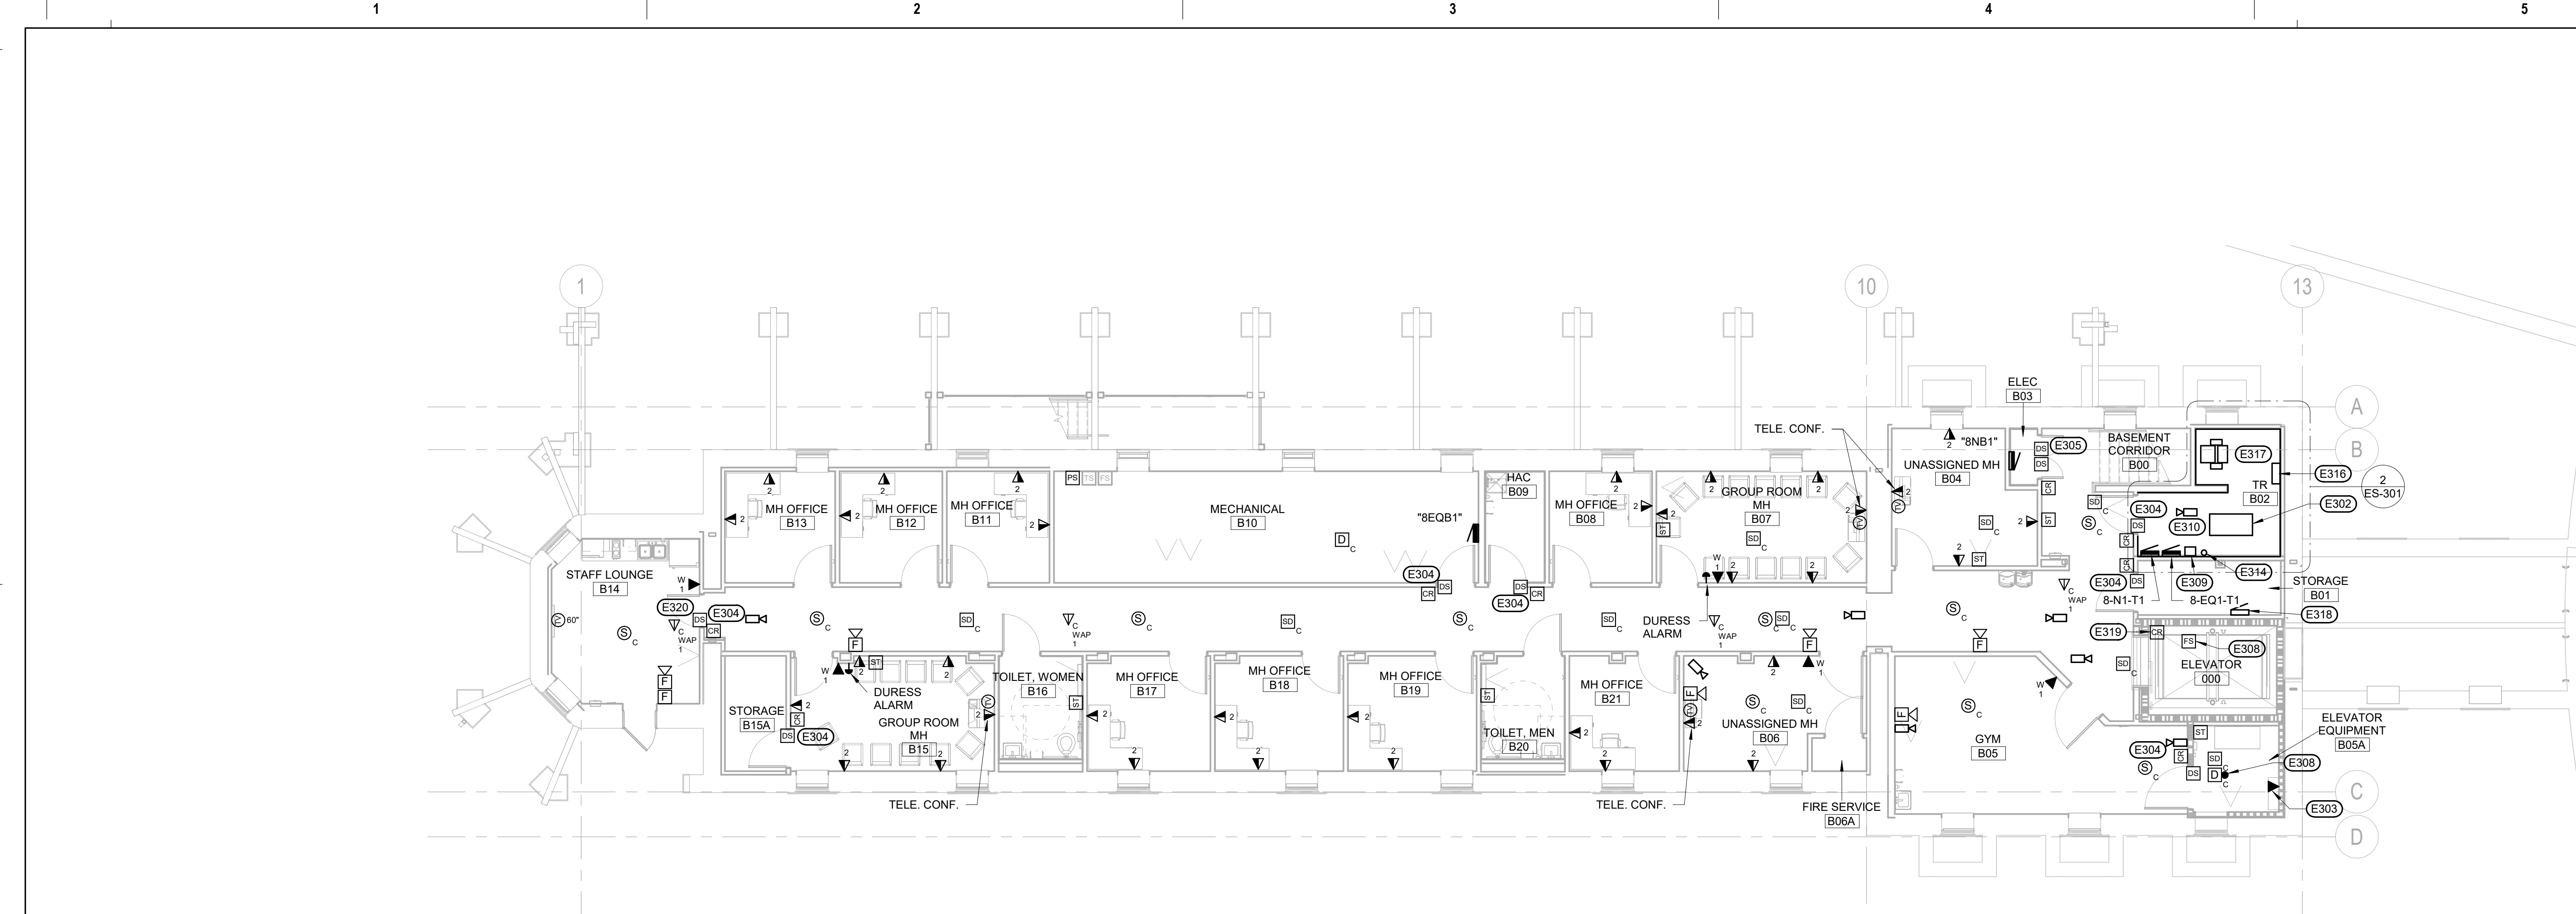 1
2
3
4
5
1
10
13
A
B
C
D
ELEC
B03
TELE. CONF.
"8NB1"
E305
BASEMENT
CORRIDOR
B00
E317
E316
2
ES-301
TR
B02
E302
UNASSIGNED MH
B04
MH OFFICE
B13
MH OFFICE
B12
MH OFFICE
B11
PS
TS
FS
MECHANICAL
B10
"8EQB1"
HAC
B09
MH OFFICE
B08
GROUP ROOM
MH
B07
E304
E310
E304
E309
E314
8-N1-T1
8-EQ1-T1
STORAGE
B01
E318
STAFF LOUNGE
B14
60"
E320
E304
E304
E304
DURESS
ALARM
WAP
1
E319
E308
ELEVATOR
000
STORAGE
B15A
E304
DURESS
ALARM
GROUP ROOM
MH
B15
TOILET, WOMEN
B16
MH OFFICE
B17
MH OFFICE
B18
MH OFFICE
B19
TOILET, MEN
B20
MH OFFICE
B21
UNASSIGNED MH
B06
GYM
B05
E304
ELEVATOR
EQUIPMENT
B05A
E308
E303
TELE. CONF.
TELE. CONF.
FIRE SERVICE
B06A